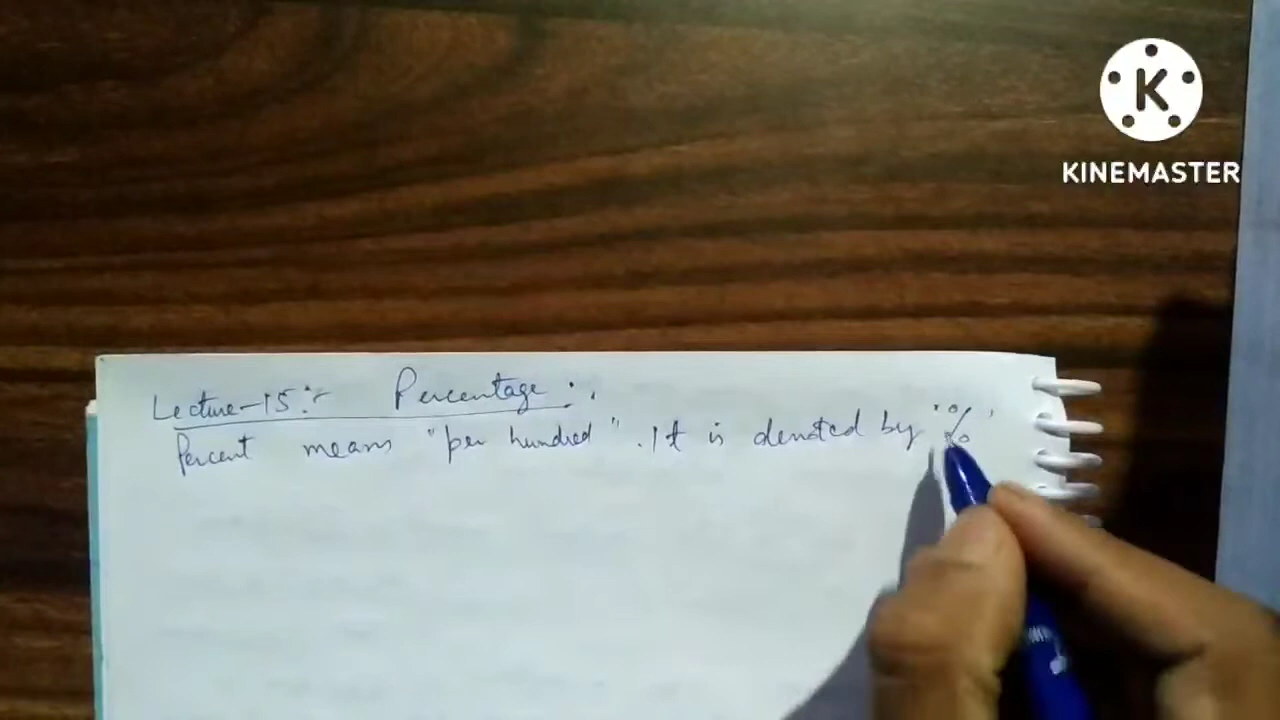 KINEMASTER
Lecture-15:- Percentage :.
Percent means "per hundred". It is denoted by '%'